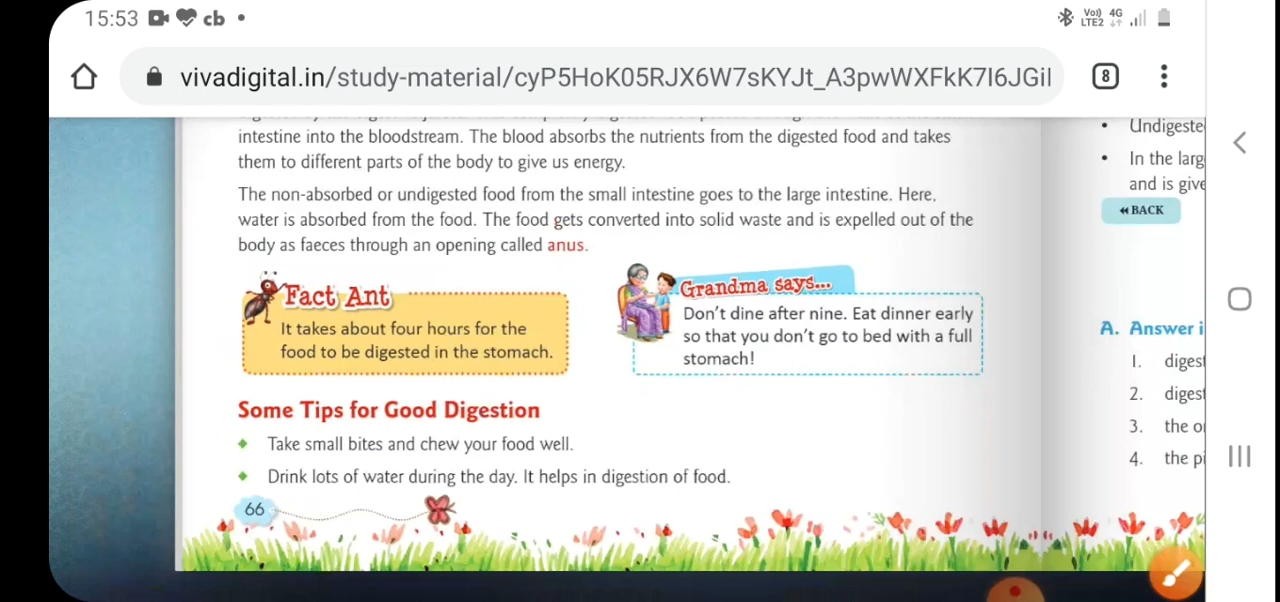 15:53 cb
Vo)) 4G
LTE2
vivadigital.in/study-material/cyP5HoK05RJX6W7sKYJt_A3pwWXFkK7I6JGil
8
intestine into the bloodstream. The blood absorbs the nutrients from the digested food and takes
them to different parts of the body to give us energy.
The non-absorbed or undigested food from the small intestine goes to the large intestine. Here,
water is absorbed from the food. The food gets converted into solid waste and is expelled out of the
body as faeces through an opening called anus.
Fact Ant
It takes about four hours for the
food to be digested in the stomach.
Grandma says...
Don't dine after nine. Eat dinner early
so that you don't go to bed with a full
stomach!
Some Tips for Good Digestion
Take small bites and chew your food well.
Drink lots of water during the day. It helps in digestion of food.
66
• Undigeste
• In the larg
and is give
BACK
A. Answer i
1. digest
2. digest
3. the o
4. the pi